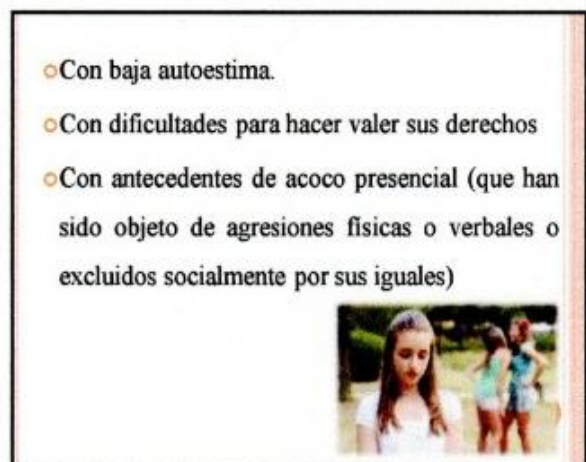 Con baja autoestima.
Con dificultades para hacer valer sus derechos
Con antecedentes de acoco presencial (que han
sido objeto de agresiones físicas o verbales o
excluidos socialmente por sus iguales)